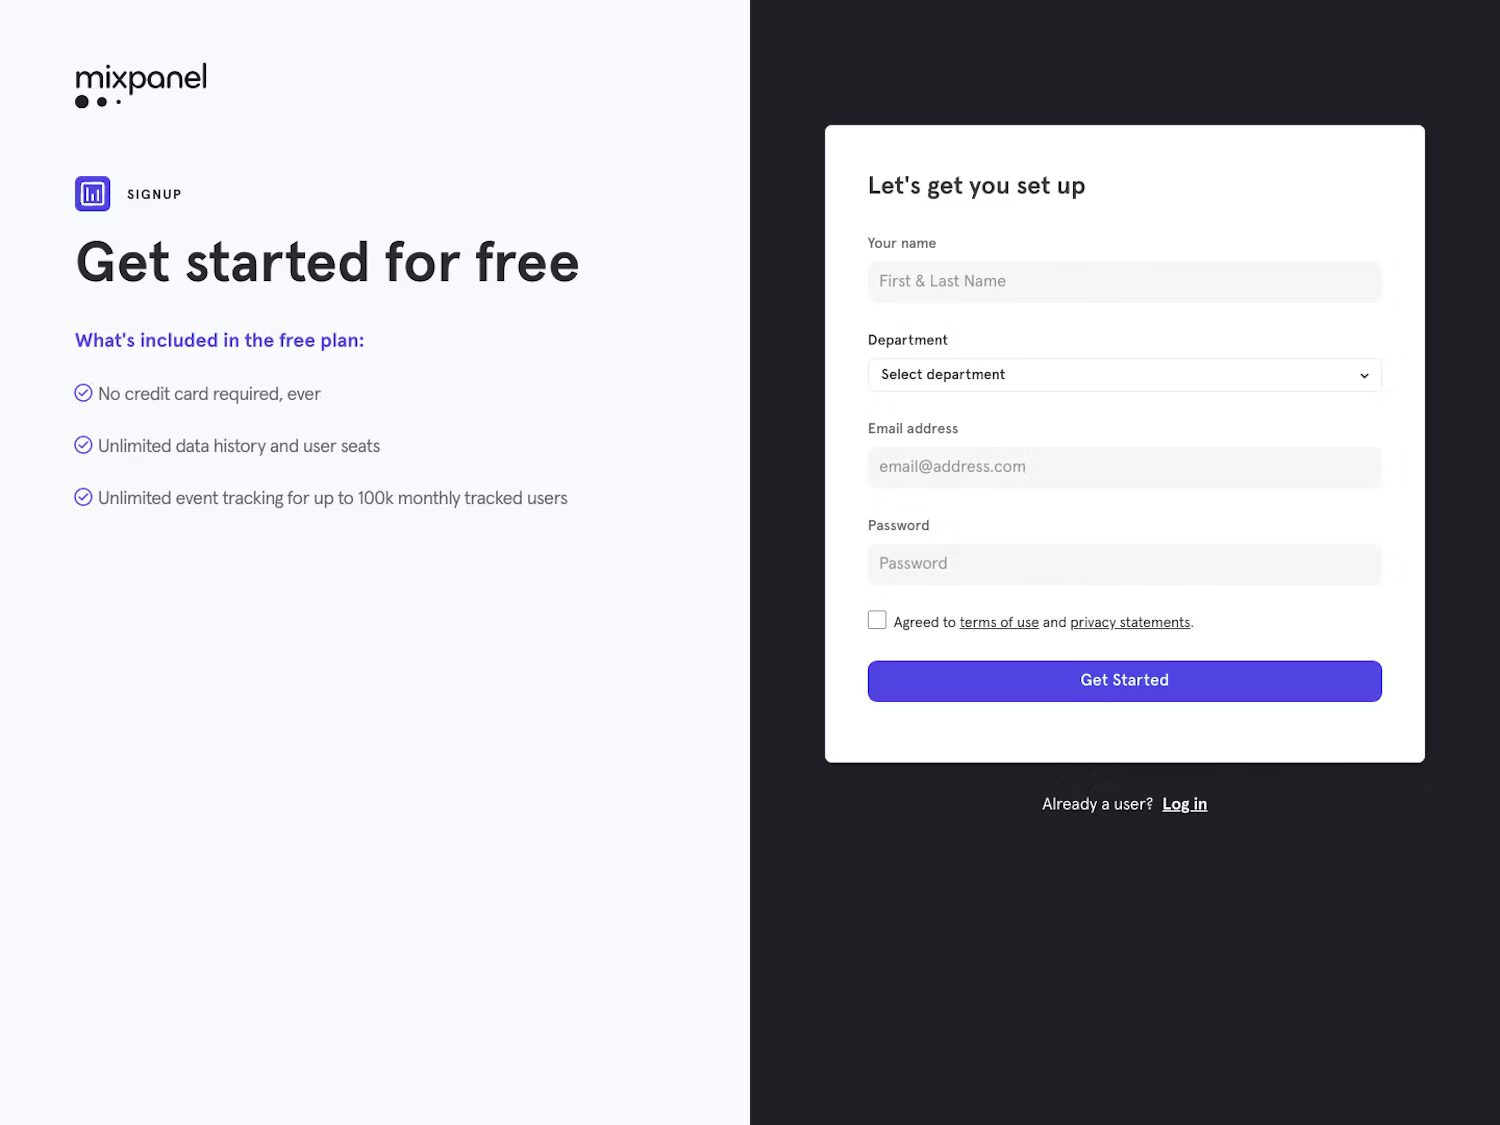 mixpanel
SIGNUP
Get started for free
What's included in the free plan:
No credit card required, ever
Unlimited data history and user seats
Unlimited event tracking for up to 100k monthly tracked users
Let's get you set up
Your name
First & Last Name
Department
Select department
Email address
email@address.com
Password
Password
Agreed to terms of use and privacy statements.
Get Started
Already a user? Log in